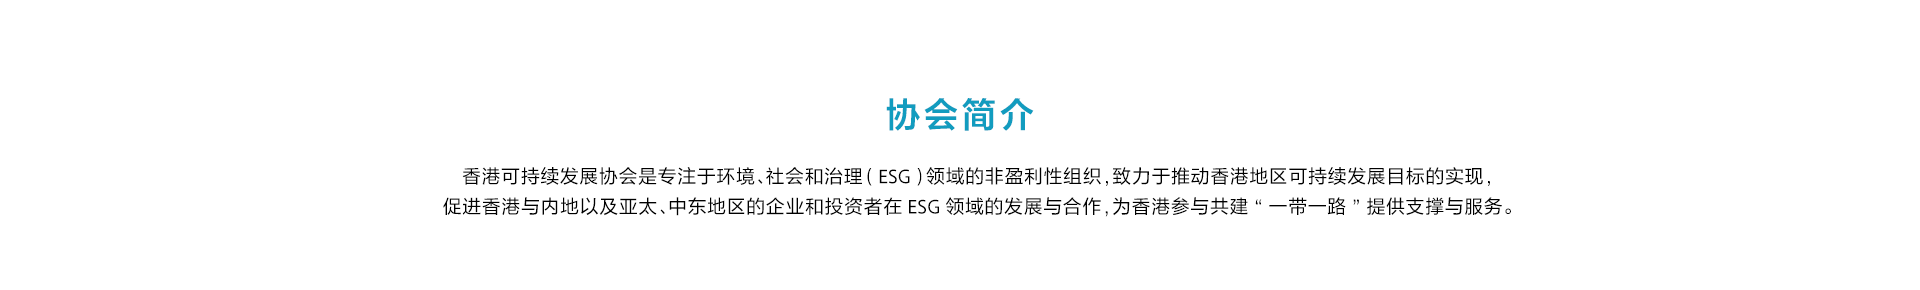 协会简介
香港可持续发展协会是专注于环境、社会和治理( ESG )领域的非盈利性组织,致力于推动香港地区可持续发展目标的实现,
促进香港与内地以及亚太、中东地区的企业和投资者在 ESG 领域的发展与合作,为香港参与共建 “ 一带一路 ” 提供支撑与服务。